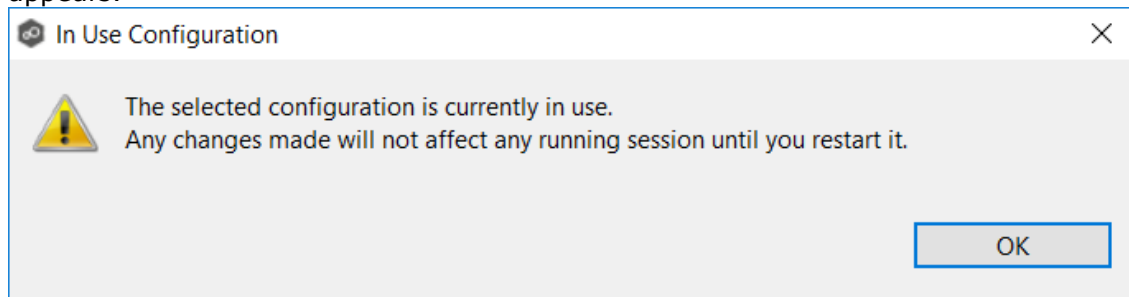 appears.
In Use Configuration
The selected configuration is currently in use.
Any changes made will not affect any running session until you restart it.
OK